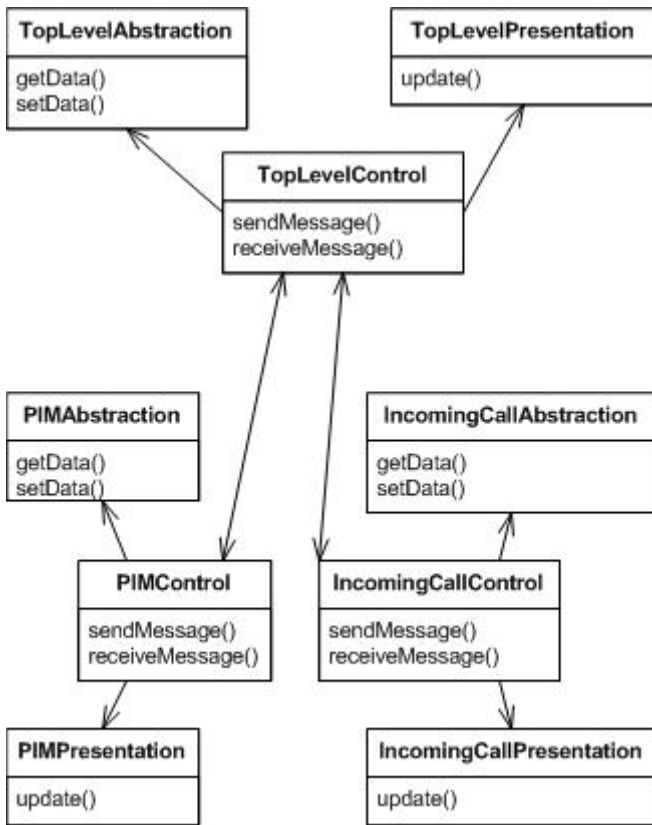 TopLevelAbstraction
getData()
setData()
TopLevelPresentation
update()
TopLevelControl
sendMessage()
receiveMessage()
PIMAbstraction
getData()
setData()
IncomingCallAbstraction
getData()
setData()
PIMControl
sendMessage()
receiveMessage()
IncomingCallControl
sendMessage()
receiveMessage()
PIMPresentation
update()
IncomingCallPresentation
update()